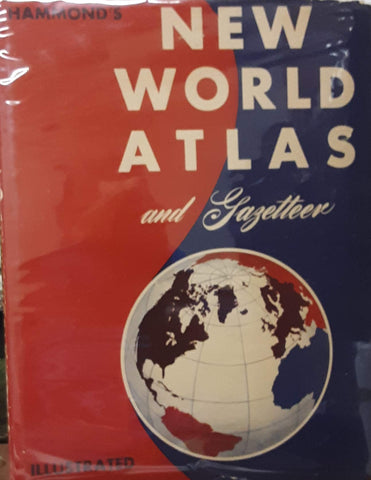 HAMMOND'S
NEW
WORLD
ATLAS
and Gazetteer
ILLUSTRATED